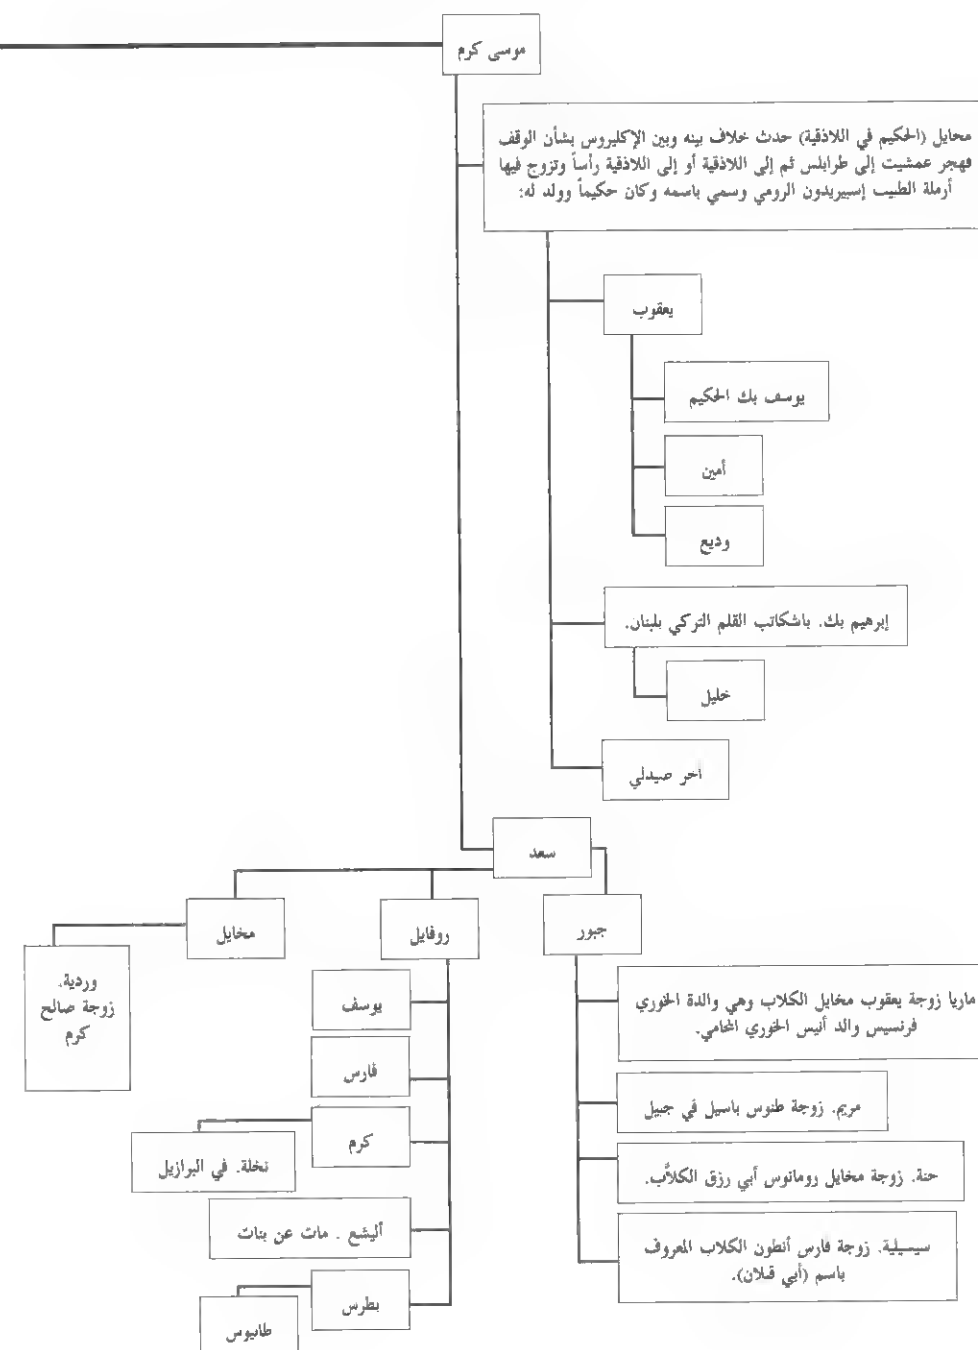 موسى كرم
مخايل (الحكيم في اللاذقية) حدث خلاف بينه وبين الإكليروس بشأن الوقف
فهجر عمشيت إلى طرابلس ثم إلى اللاذقية أو إلى اللاذقية رأساً وتزوج فيها
أرملة الطبيب إسبيريدون الرومي وسمي باسمه وكان حكيماً وولد له:
يعقوب
يوسف بك الحكيم
أمين
وديع
إبرهيم بك. باشكاتب القلم التركي بلبنان.
خليل
اخر صيدلي
سعد
جبور
روفايل
مخايل
وردية.
زوجة صالح
كرم
ماريا زوجة يعقوب مخايل الكلاب وهي والدة الخوري
فرنسيس والد أنيس الخوري المحامي.
مريم. زوجة طنوس باسيل في جبيل
حنة. زوجة مخايل رومانوس أبي رزق الكلاَّب.
سيسيلية. زوجة فارس أنطون الكلاب المعروف
باسم (أبي قبلان).
يوسف
فارس
كرم
نخلة. في البرازيل
أليشع . مات عن بنات
بطرس
طانيوس